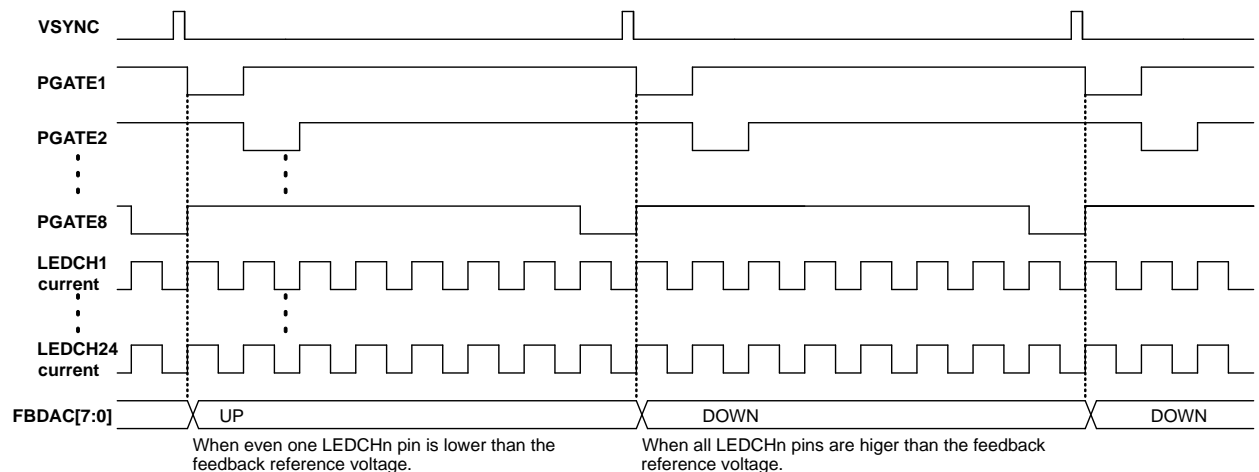 VSYNC
PGATE1
PGATE2
PGATE8
LEDCH1
current
LEDCH24
current
FBDAC[7:0]
UP
DOWN
DOWN
When even one LEDCHn pin is lower than the
feedback reference voltage.
When all LEDCHn pins are higer than the feedback
reference voltage.